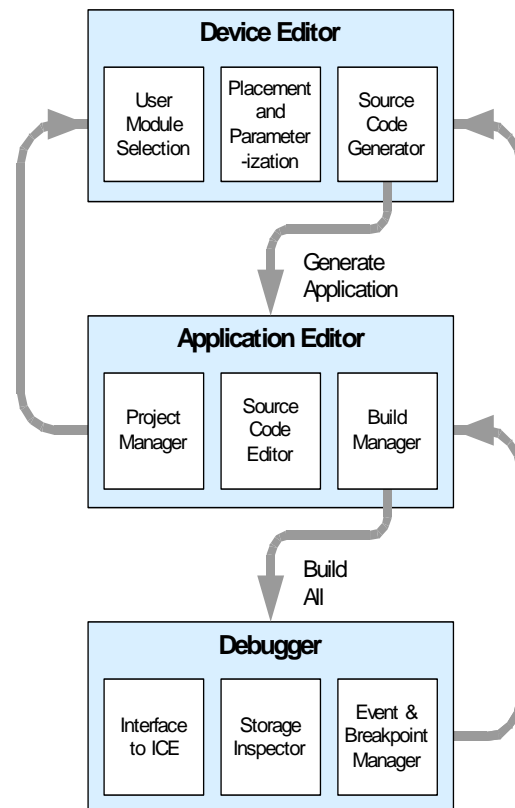 Device Editor
User
Module
Selection
Placement
and
Parameter
-ization
Source
Code
Generator
Generate
Application
Application Editor
Project
Manager
Source
Code
Editor
Build
Manager
Build
All
Debugger
Interface
to ICE
Storage
Inspector
Event &
Breakpoint
Manager